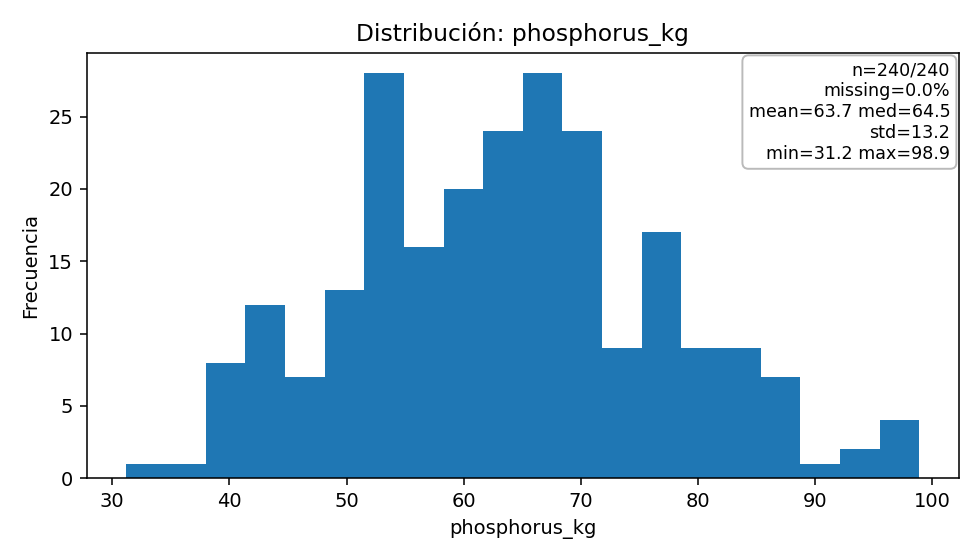 Distribución: phosphorus_kg
n=240/240
missing=0.0%
mean=63.7 med=64.5
std=13.2
min=31.2 max=98.9
Frecuencia
25
20
15
10
5
0
30 40 50 60 70 80 90 100
phosphorus_kg